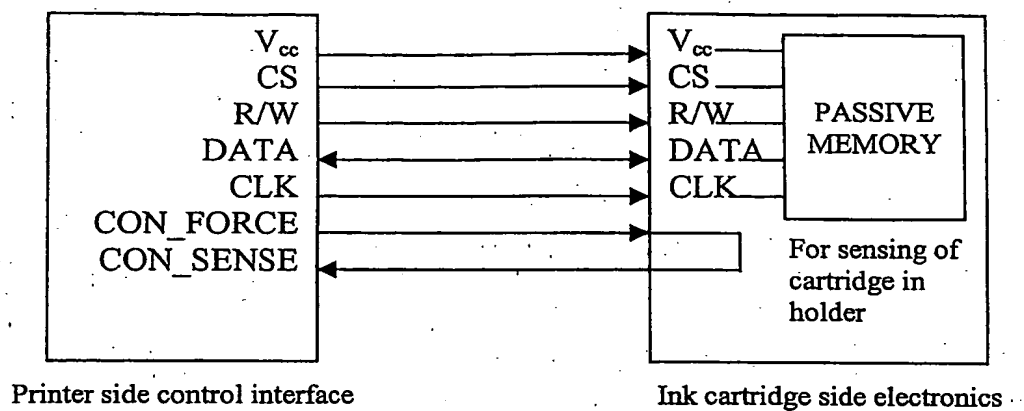 Vcc
CS
R/W
DATA
CLK
CON_FORCE
CON_SENSE
Vcc
CS
R/W
DATA
CLK
PASSIVE
MEMORY
For sensing of
cartridge in
holder
Printer side control interface
Ink cartridge side electronics